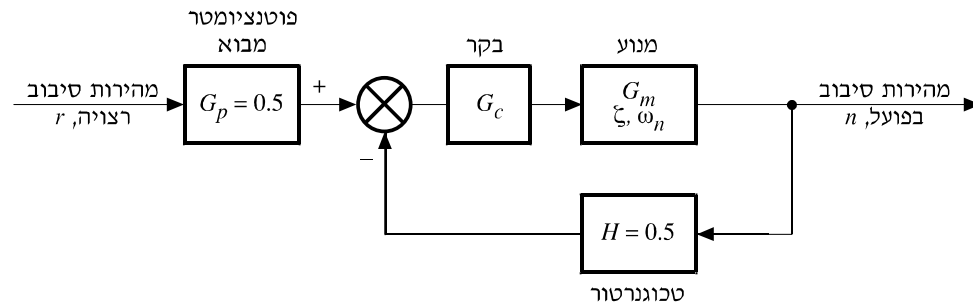 פוטנציומטר
מבוא
בקר
מנוע
מהירות סיבוב
רצויה, r
G_p = 0.5
+
G_c
G_m
ζ, ω_n
מהירות סיבוב
בפועל, n
−
H = 0.5
טכוגנרטור